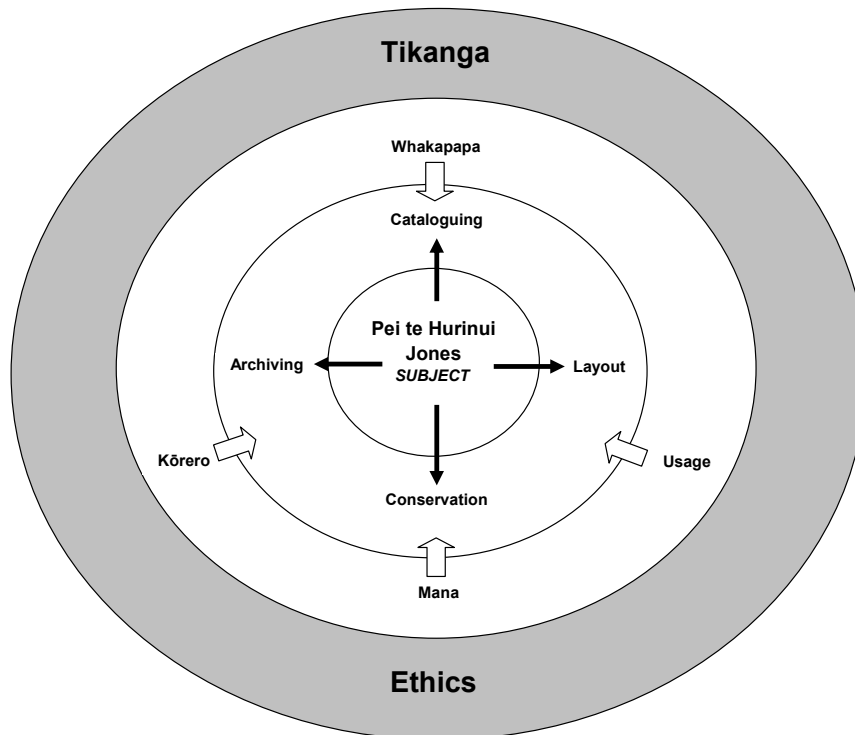 Tikanga
Whakapapa
Cataloguing
Pei te Hurinui
Jones
SUBJECT
Archiving
Layout
Kōrero
Usage
Conservation
Mana
Ethics